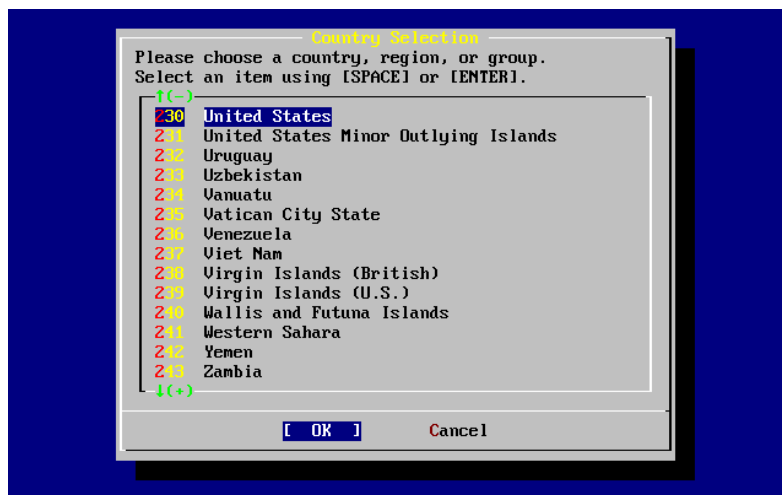 Country Selection
Please choose a country, region, or group.
Select an item using [SPACE] or [ENTER].
↑(-)
230 United States
231 United States Minor Outlying Islands
232 Uruguay
233 Uzbekistan
234 Vanuatu
235 Vatican City State
236 Venezuela
237 Viet Nam
238 Virgin Islands (British)
239 Virgin Islands (U.S.)
240 Wallis and Futuna Islands
241 Western Sahara
242 Yemen
243 Zambia
↓(+)
[ OK ] Cancel